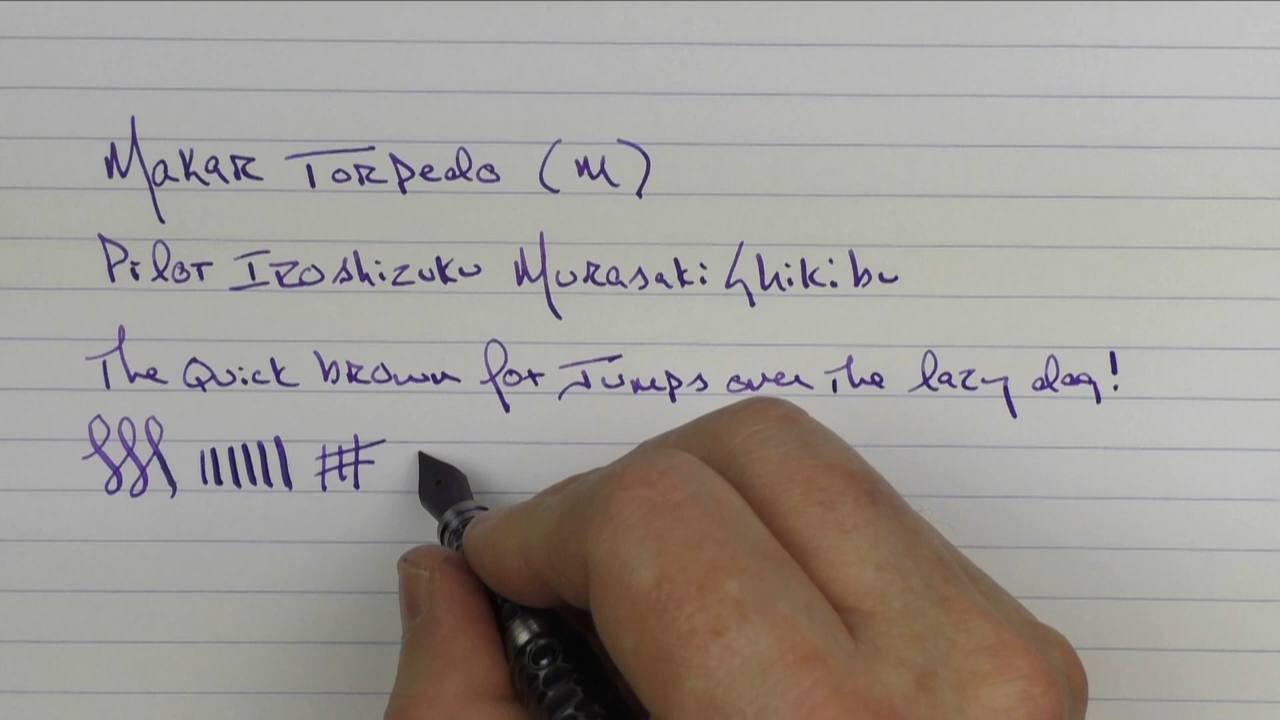 Makar Torpedo (M)
Pilot Iroshizuku Murasaki Shikibu
The Quick brown fox Jumps over the lazy dog!